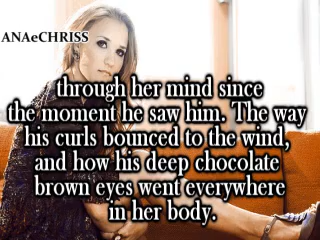 ANAeCHRISS
through her mind since
the moment he saw him. The way
his curls bounced to the wind,
and how his deep chocolate
brown eyes went everywhere
in her body.